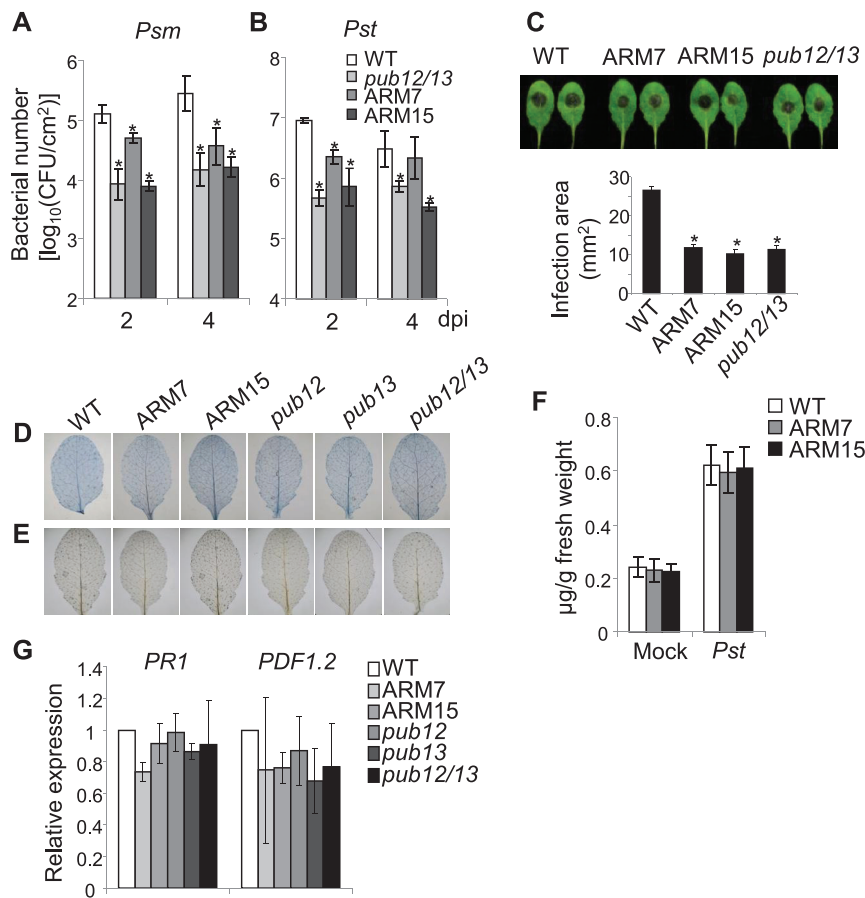 A
Psm
Bacterial number
[log10(CFU/cm2)]
6
5
4
3
2
*
*
*
*
*
*
2
4
B
Pst
8
7
6
5
4
WT
pub12/13
ARM7
ARM15
*
*
*
*
*
2
4
dpi
C
WT
ARM7
ARM15
pub12/13
Infection area
(mm2)
30
20
10
0
*
*
*
WT
ARM7
ARM15
pub12/13
WT
ARM7
ARM15
pub12
pub13
pub12/13
D
E
F
WT
ARM7
ARM15
µg/g fresh weight
0.8
0.6
0.4
0.2
0
Mock
Pst
G
PR1
PDF1.2
Relative expression
1.4
1.2
1
0.8
0.6
0.4
0.2
0
WT
ARM7
ARM15
pub12
pub13
pub12/13